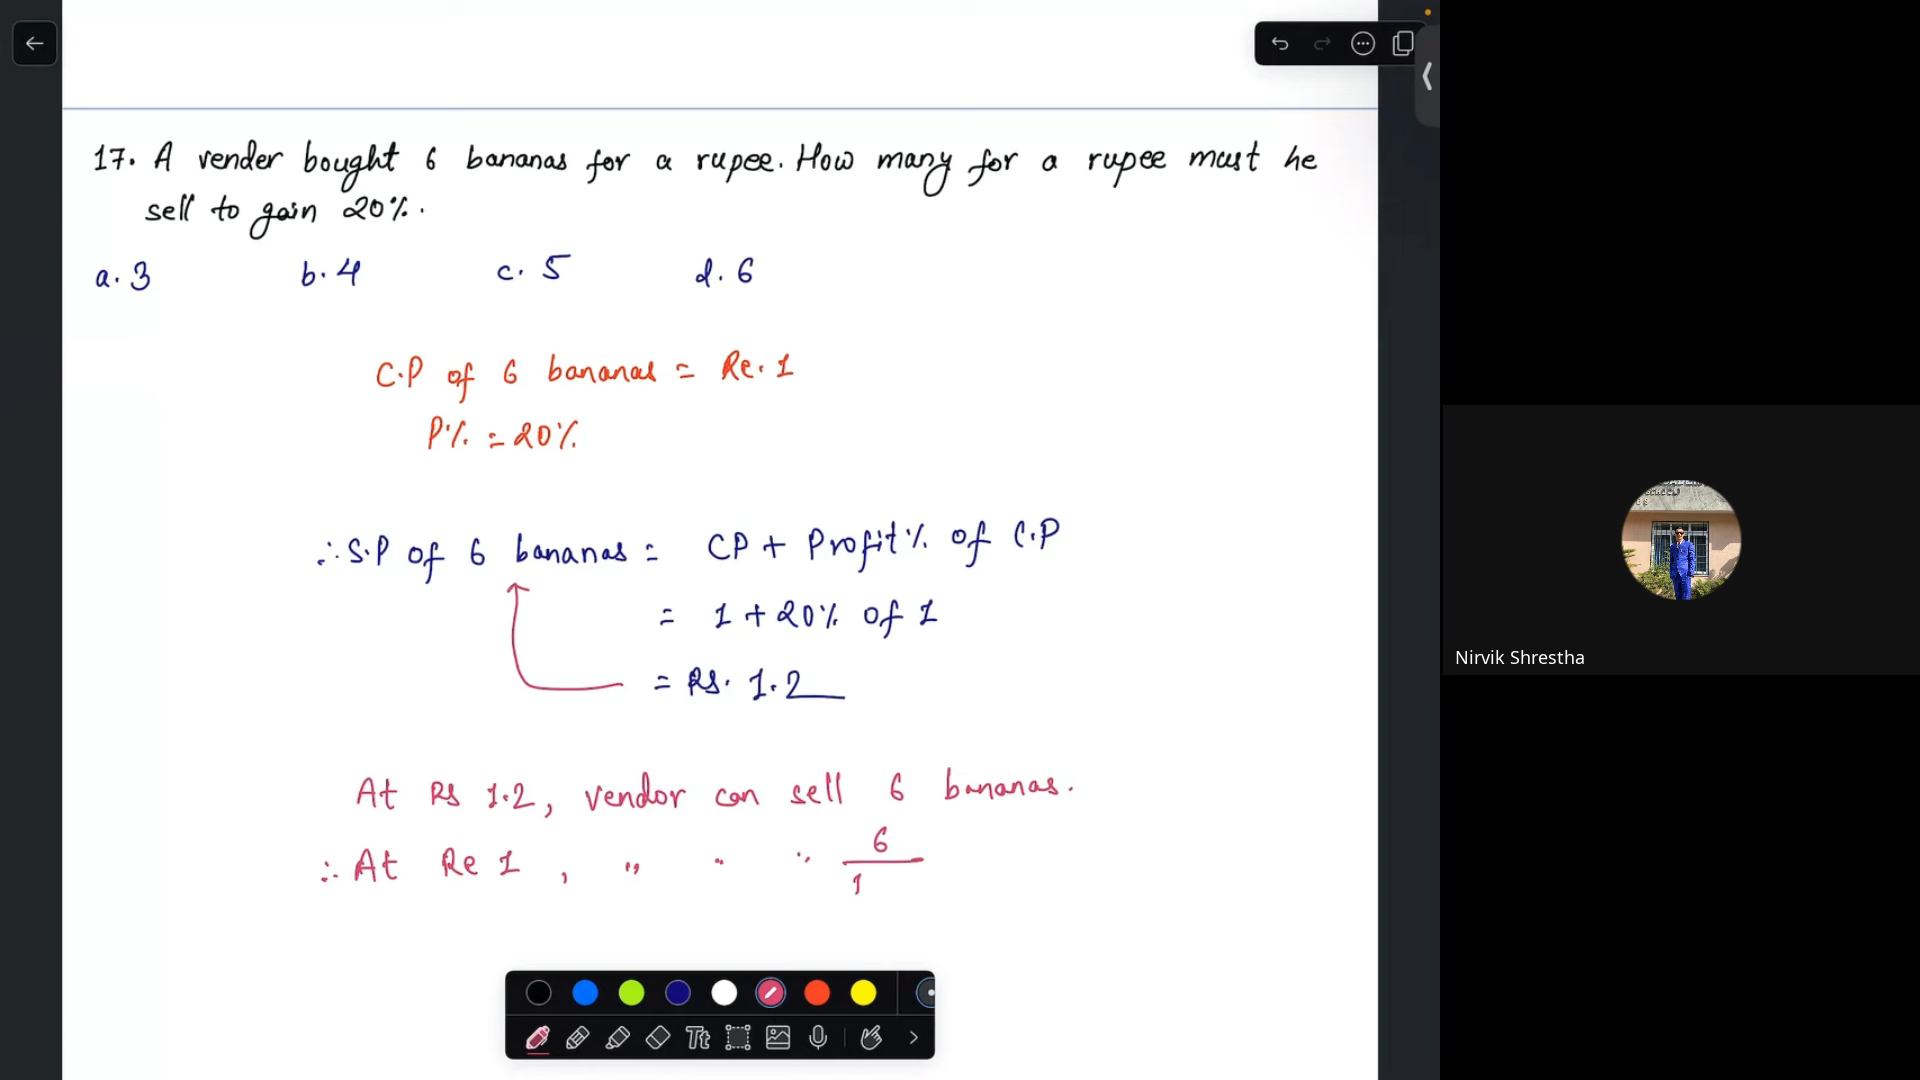 17. A vender bought 6 bananas for a rupee. How many for a rupee must he
sell to gain 20%.
a. 3 b. 4 c. 5 d. 6
C.P of 6 bananas = Re. 1
P% = 20%
∴ S.P of 6 bananas = CP + Profit% of C.P
= 1 + 20% of 1
= Rs. 1.2
At Rs 1.2, vendor can sell 6 bananas.
∴ At Re 1, " " " 6
1
Tt
Nirvik Shrestha